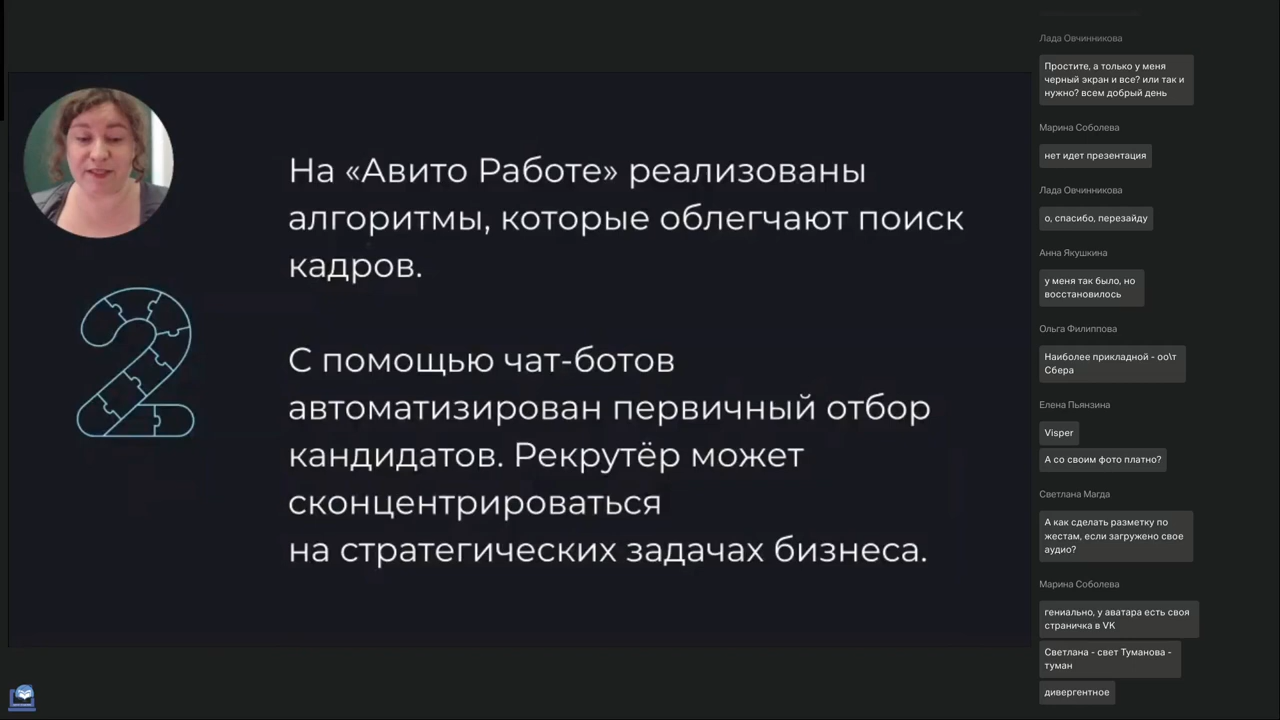 На «Авито Работе» реализованы
алгоритмы, которые облегчают поиск
кадров.
2
С помощью чат-ботов
автоматизирован первичный отбор
кандидатов. Рекрутёр может
сконцентрироваться
на стратегических задачах бизнеса.
Лада Овчинникова
Простите, а только у меня
черный экран и все? или так и
нужно? всем добрый день
Марина Соболева
нет идет презентация
Лада Овчинникова
о, спасибо, перезайду
Анна Якушкина
у меня так было, но
восстановилось
Ольга Филиппова
Наиболее прикладной - оо\т
Сбера
Елена Пьянзина
Visper
А со своим фото платно?
Светлана Магда
А как сделать разметку по
жестам, если загружено свое
аудио?
Марина Соболева
гениально, у аватара есть своя
страничка в VK
Светлана - свет Туманова -
туман
дивергентное